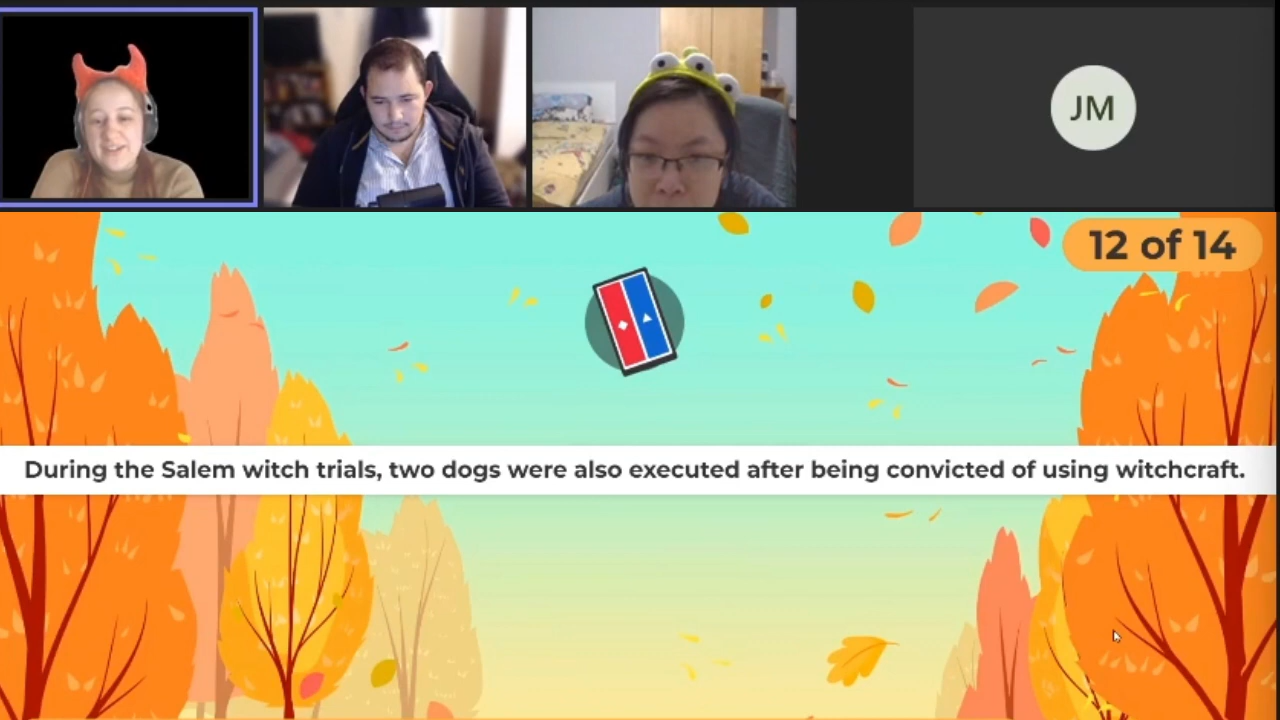 JM
12 of 14
During the Salem witch trials, two dogs were also executed after being convicted of using witchcraft.